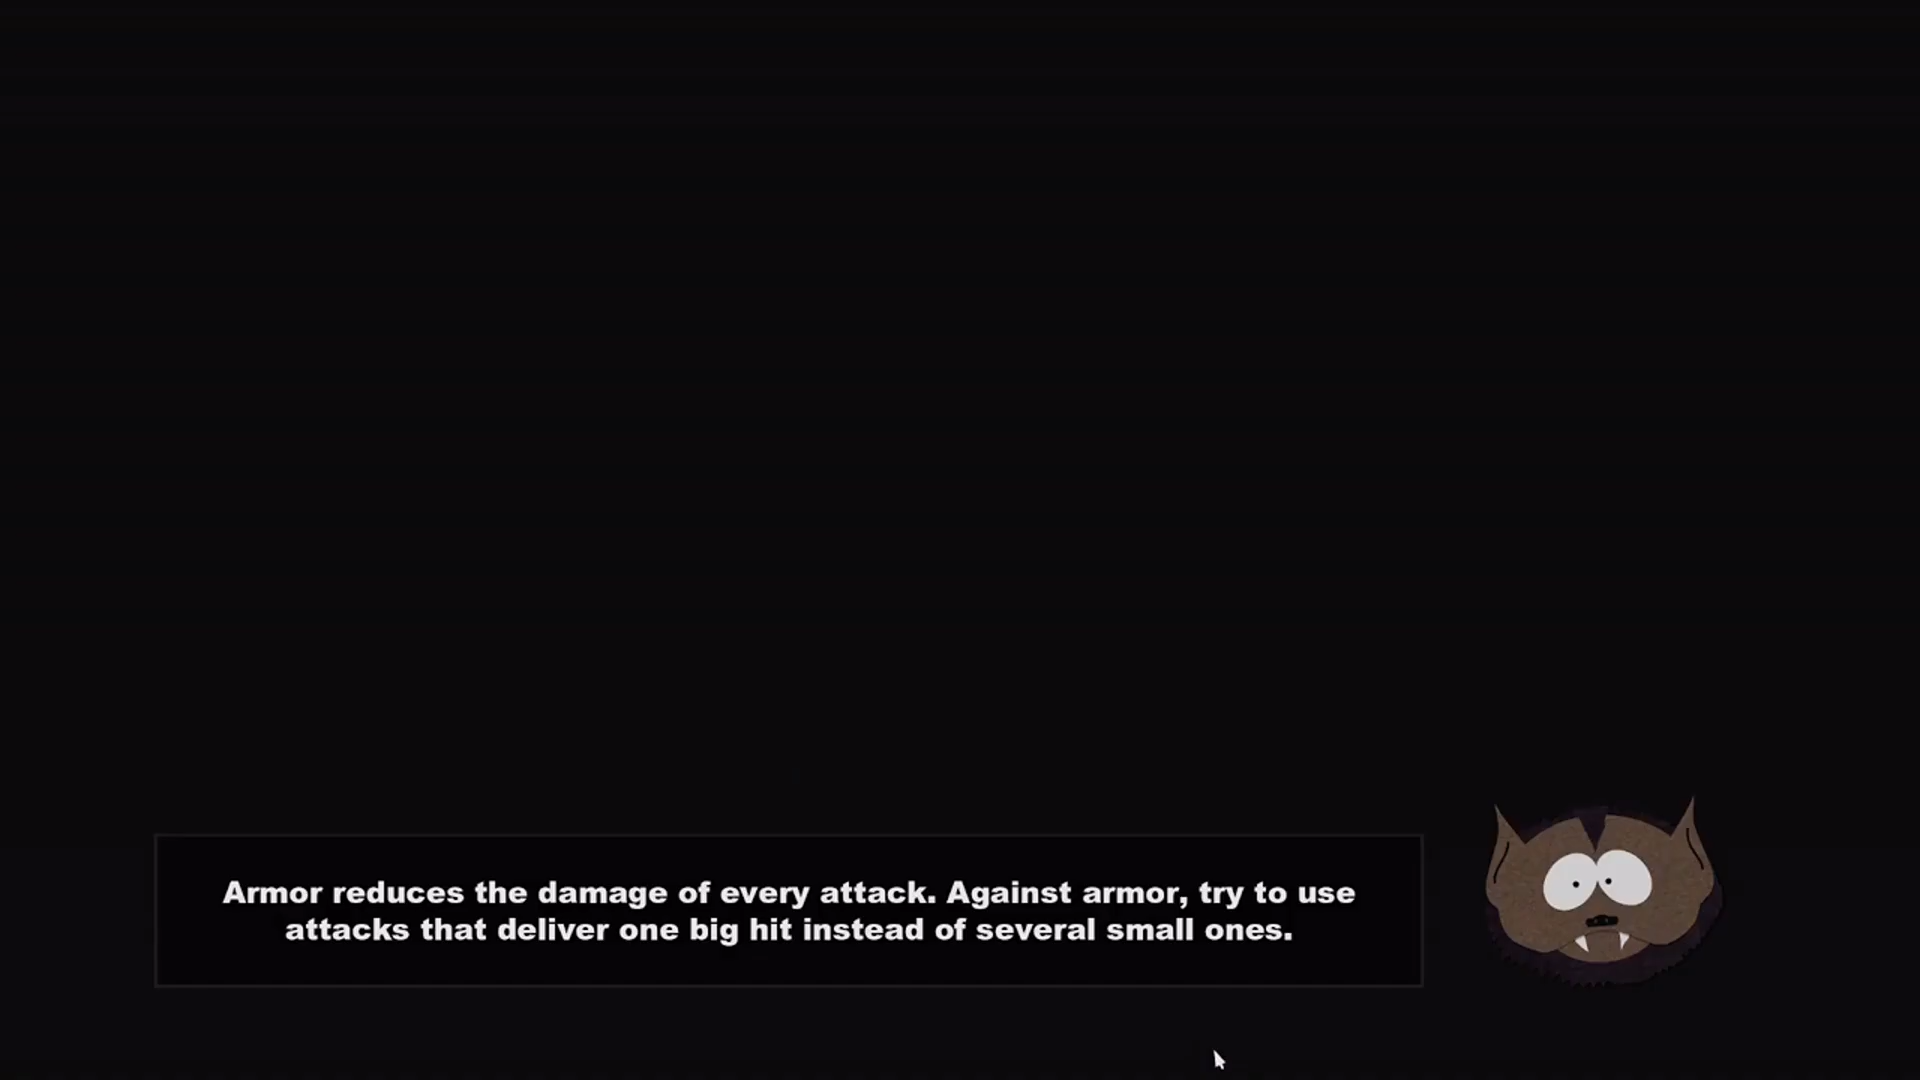 Armor reduces the damage of every attack. Against armor, try to use
attacks that deliver one big hit instead of several small ones.